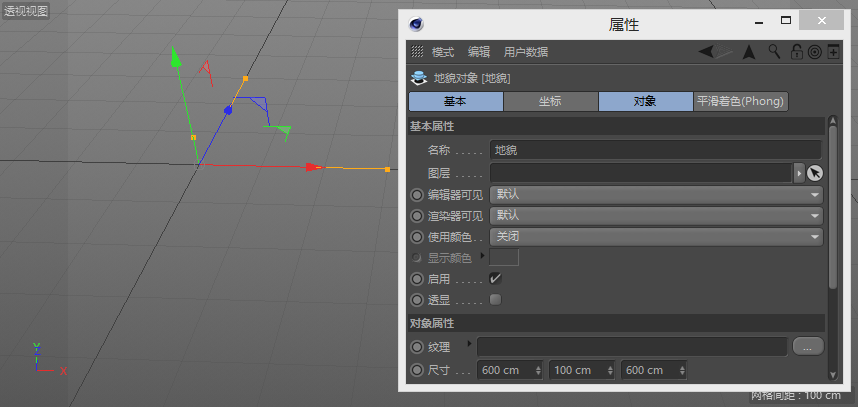 透视视图
属性
模式 编辑 用户数据
地貌对象 [地貌]
基本 坐标 对象 平滑着色(Phong)
基本属性
名称 . . . . . 地貌
图层 . . . . .
编辑器可见 默认
渲染器可见 默认
使用颜色 . . 关闭
显示颜色
启用 . . . . .
透显 . . . . .
对象属性
纹理 ...
尺寸 . . . 600 cm 100 cm 600 cm
Y
X
网格间距 : 100 cm